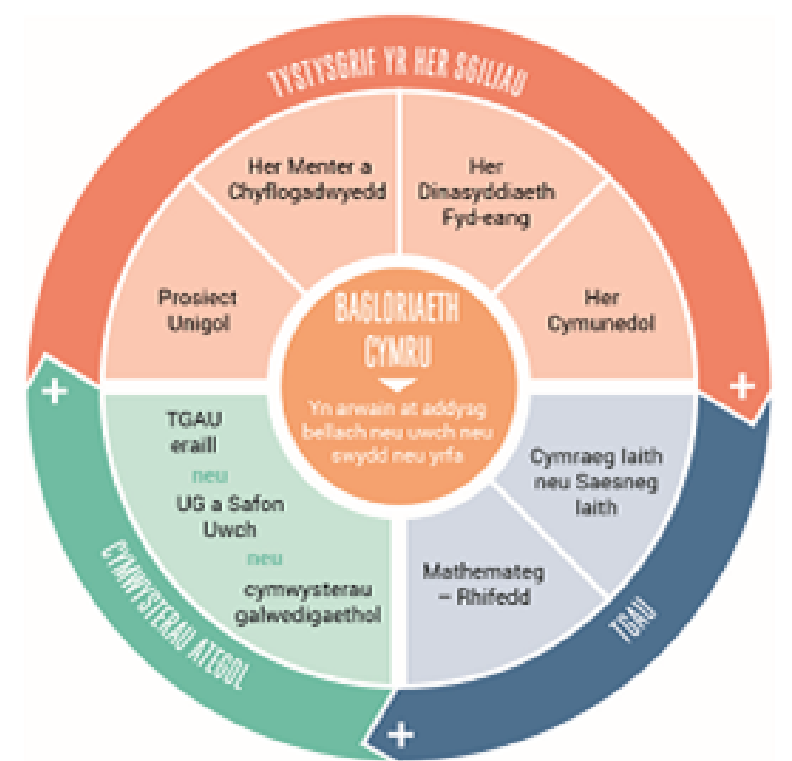 TYSTYSGRIF YR HER SGILIAU
Her Menter a
Chyflogadwyedd
Her
Dinasyddiaeth
Fyd-eang
Prosiect
Unigol
Her
Cymunedol
BAGLORIAETH
CYMRU
Yn arwain at addysg
bellach neu uwch neu
swydd neu yrfa
+
+
TGAU
eraill
neu
UG a Safon
Uwch
neu
cymwysterau
galwedigaethol
Cymraeg Iaith
neu Saesneg
Iaith
Mathemateg
– Rhifedd
CYMWYSTERAU ATEGOL
TGAU
+